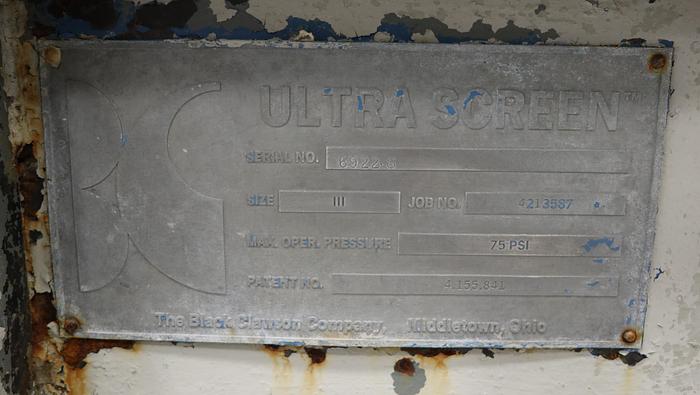 ULTRA SCREEN™
SERIAL NO.
SIZE III JOB NO. 4213587
MAX. OPER. PRESSURE 75 PSI
PATENT NO. 4,155,841
The Black Clawson Company, Middletown, Ohio